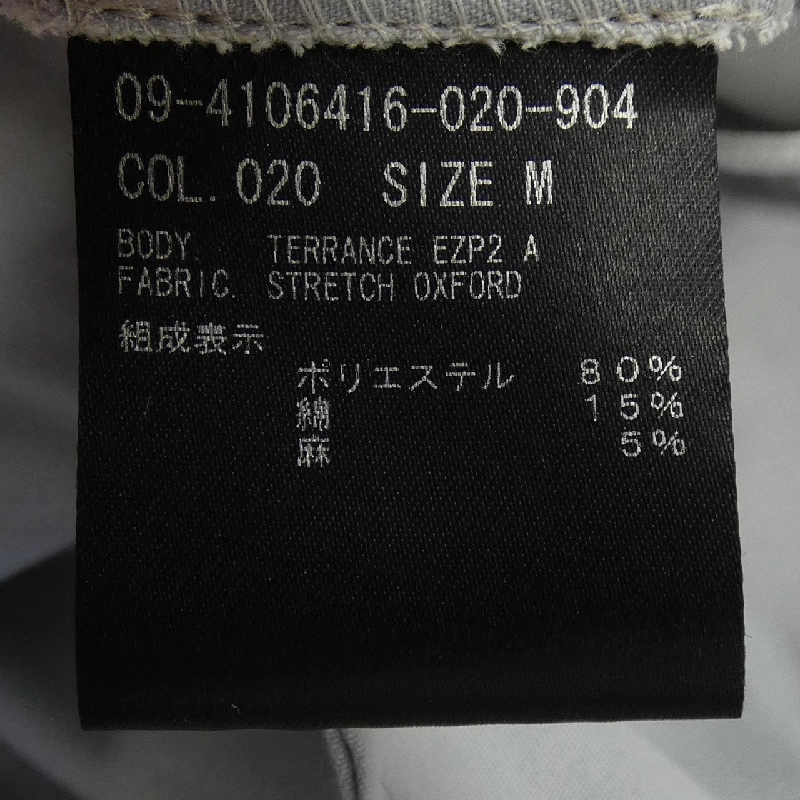 09-4106416-020-904
COL. 020 SIZE M
BODY. TERRANCE EZP2 A
FABRIC. STRETCH OXFORD
組成表示
ポリエステル 80%
綿 15%
麻 5%